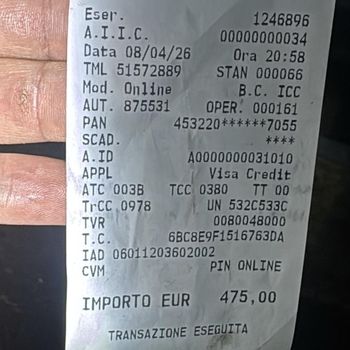 Eser. 1246896
A.I.I.C. 00000000034
Data 08/04/26 Ora 20:58
TML 51572889 STAN 000066
Mod. Online B.C. ICC
AUT. 875531 OPER. 000161
PAN 453220******7055
SCAD. ****
A.ID A0000000031010
APPL Visa Credit
ATC 003B TCC 0380 TT 00
TrCC 0978 UN 532C533C
TVR 0080048000
T.C. 6BC8E9F1516763DA
IAD 06011203602002
CVM PIN ONLINE
IMPORTO EUR 475,00
TRANSAZIONE ESEGUITA